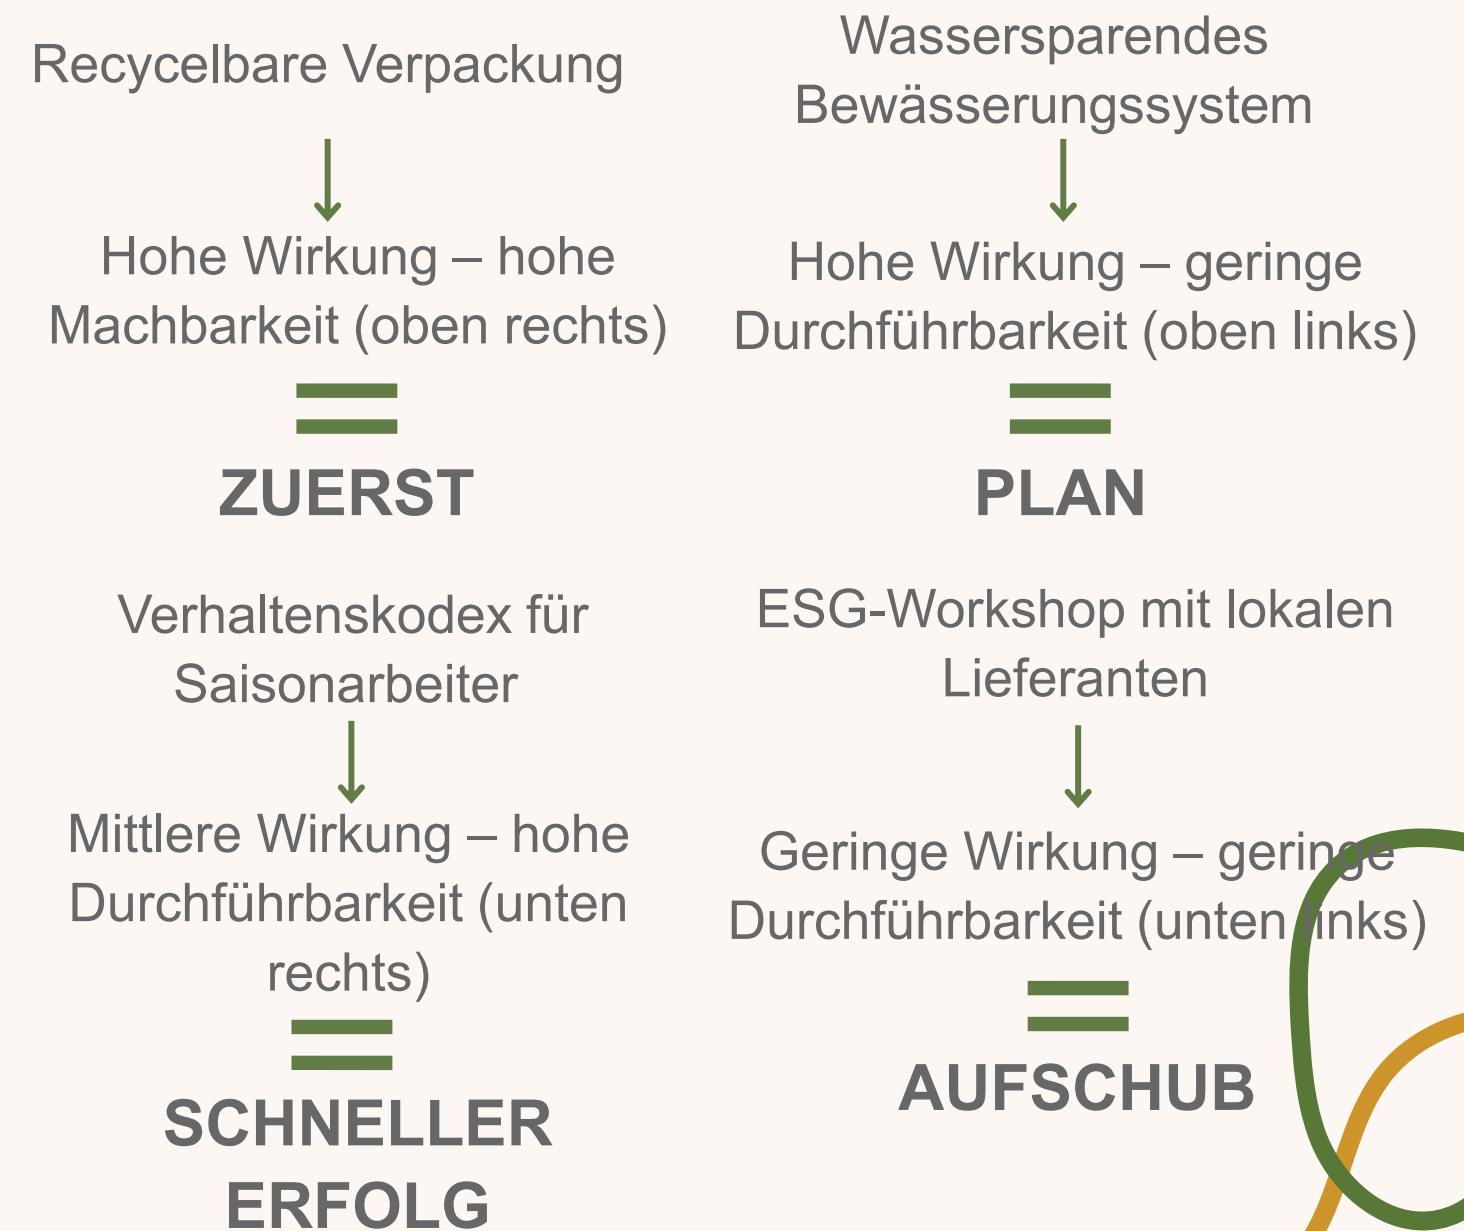 Recycelbare Verpackung
Hohe Wirkung – hohe
Machbarkeit (oben rechts)
ZUERST
Wassersparendes
Bewässerungssystem
Hohe Wirkung – geringe
Durchführbarkeit (oben links)
PLAN
Verhaltenskodex für
Saisonarbeiter
Mittlere Wirkung – hohe
Durchführbarkeit (unten
rechts)
SCHNELLER
ERFOLG
ESG-Workshop mit lokalen
Lieferanten
Geringe Wirkung – geringe
Durchführbarkeit (unten links)
AUFSCHUB